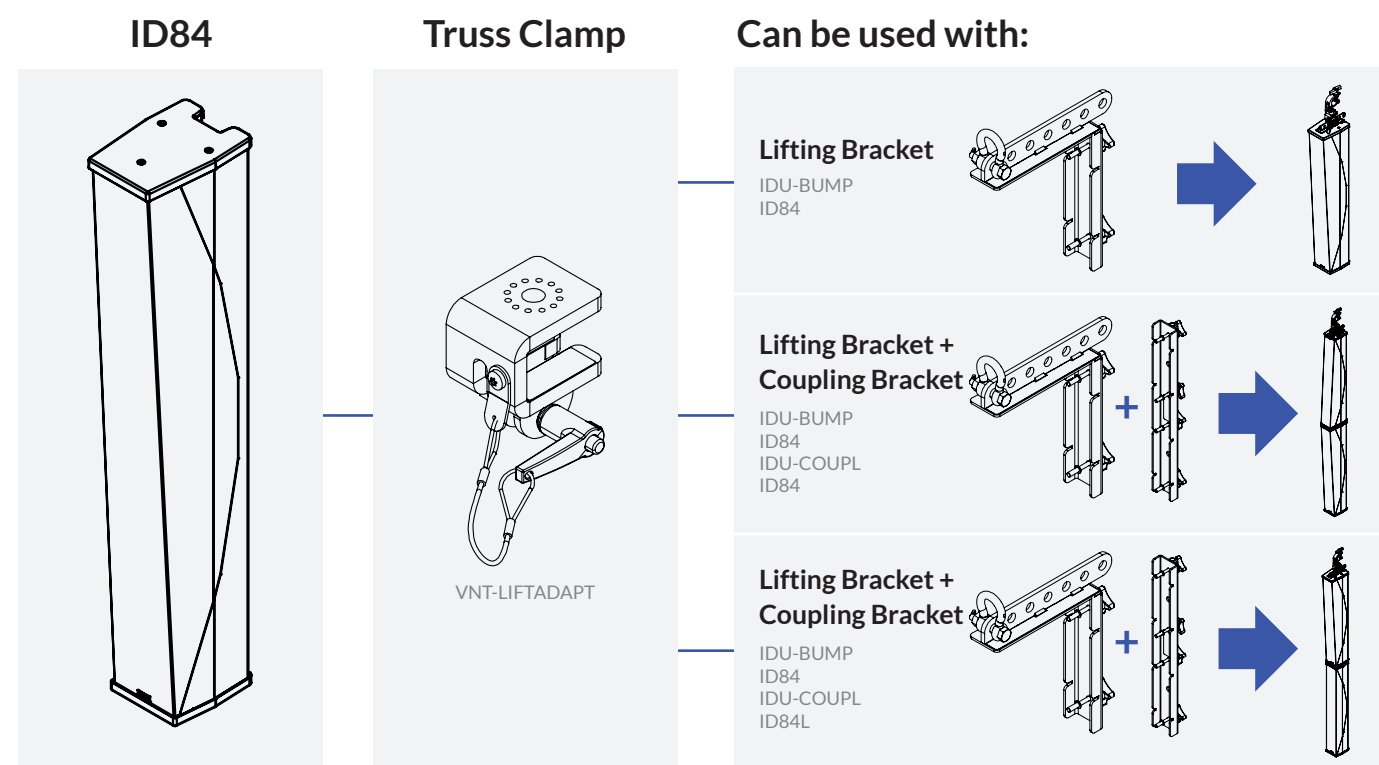 ID84
Truss Clamp
Can be used with:
VNT-LIFTADAPT
Lifting Bracket
IDU-BUMP
ID84
Lifting Bracket +
Coupling Bracket
IDU-BUMP
ID84
IDU-COUPL
ID84
+
Lifting Bracket +
Coupling Bracket
IDU-BUMP
ID84
IDU-COUPL
ID84L
+